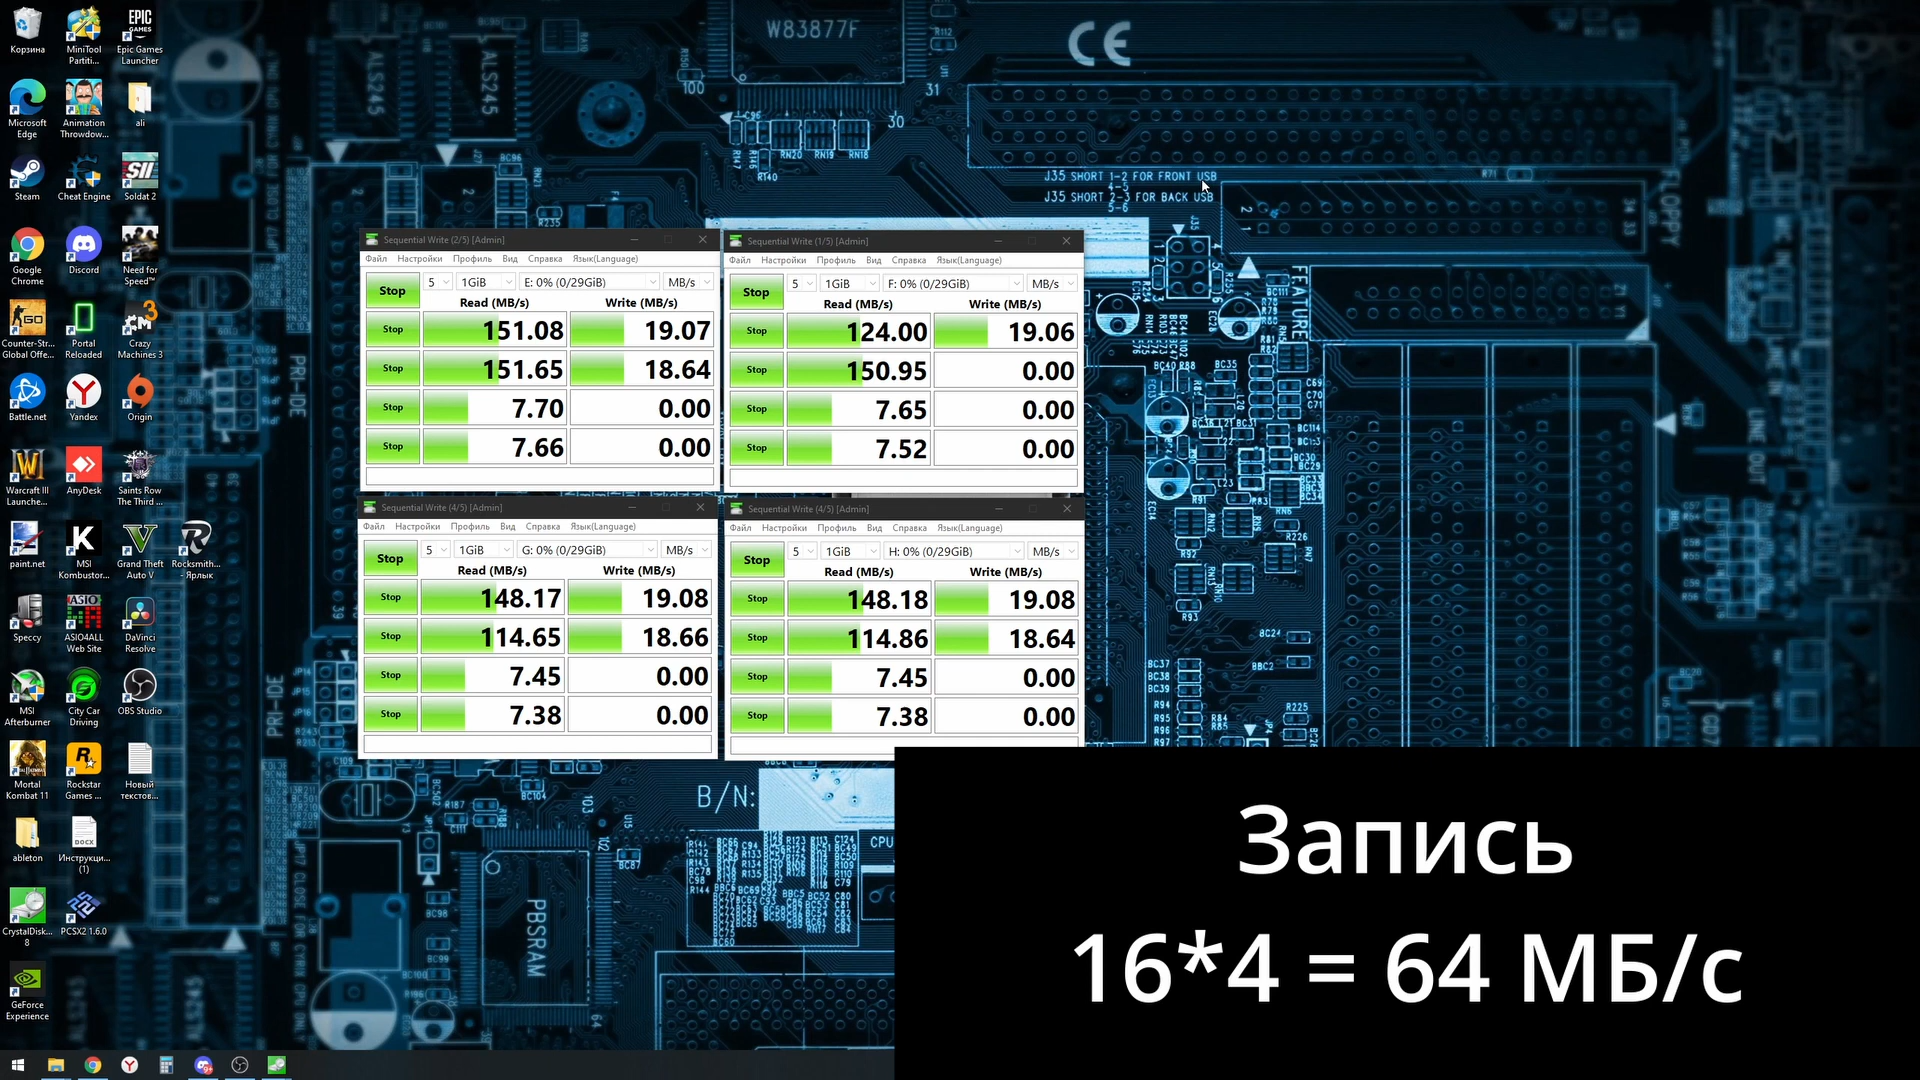 Корзина
MiniTool
Partiti...
Epic Games
Launcher
Microsoft
Edge
Animation
Throwdow...
ali
Steam
Cheat Engine
Soldat 2
Google
Chrome
Discord
Need for
Speed™
Counter-Str...
Global Offe...
Portal
Reloaded
Crazy
Machines 3
Battle.net
Yandex
Origin
Warcraft III
Launche...
AnyDesk
Saints Row
The Third ...
paint.net
MSI
Kombustor...
Grand Theft
Auto V
Rocksmith...
- Ярлык
Speccy
ASIO4ALL
Web Site
DaVinci
Resolve
MSI
Afterburner
City Car
Driving
OBS Studio
Mortal
Kombat 11
Rockstar
Games ...
Новый
текстов...
ableton
Инструкци...
(1)
CrystalDisk...
8
PCSX2 1.6.0
GeForce
Experience
W83877F
CE
ALS245
ALS245
J35 SHORT 1-2 FOR FRONT USB
4-5
J35 SHORT 2-3 FOR BACK USB
5-6
FLOPPY
PRI-IDE
PRI-IDE
FEATURE
B/N:
PBSRAM
CPU
Sequential Write (2/5) [Admin]
Файл Настройки Профиль Вид Справка Язык(Language)
Stop 5 1GiB E: 0% (0/29GiB) MB/s
Read (MB/s) Write (MB/s)
Stop 151.08 19.07
Stop 151.65 18.64
Stop 7.70 0.00
Stop 7.66 0.00
Sequential Write (1/5) [Admin]
Файл Настройки Профиль Вид Справка Язык(Language)
Stop 5 1GiB F: 0% (0/29GiB) MB/s
Read (MB/s) Write (MB/s)
Stop 124.00 19.06
Stop 150.95 0.00
Stop 7.65 0.00
Stop 7.52 0.00
Sequential Write (4/5) [Admin]
Файл Настройки Профиль Вид Справка Язык(Language)
Stop 5 1GiB G: 0% (0/29GiB) MB/s
Read (MB/s) Write (MB/s)
Stop 148.17 19.08
Stop 114.65 18.66
Stop 7.45 0.00
Stop 7.38 0.00
Sequential Write (4/5) [Admin]
Файл Настройки Профиль Вид Справка Язык(Language)
Stop 5 1GiB H: 0% (0/29GiB) MB/s
Read (MB/s) Write (MB/s)
Stop 148.18 19.08
Stop 114.86 18.64
Stop 7.45 0.00
Stop 7.38 0.00
Запись
16*4 = 64 МБ/с